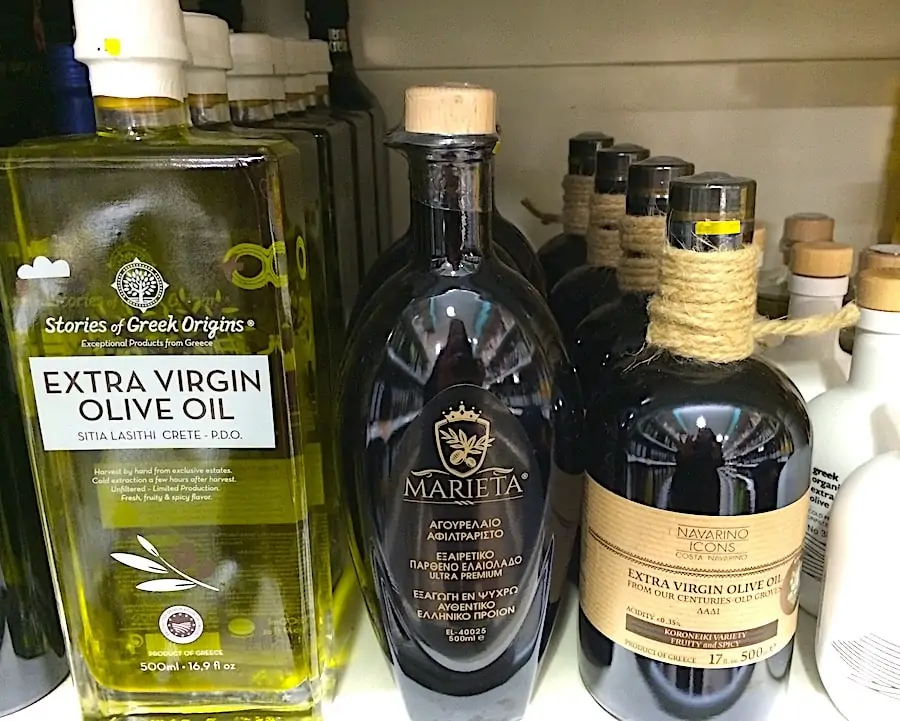 Stories of Greek Origins®
Exceptional Products from Greece
EXTRA VIRGIN
OLIVE OIL
SITIA LASITHI CRETE - P.D.O.
Harvest by hand from exclusive estates.
Cold extraction a few hours after harvest.
Unfiltered - Limited Production.
Fresh, fruity & spicy flavor.
PRODUCT OF GREECE
500ml • 16,9 fl oz
MARIETA®
ΑΓΟΥΡΕΛΑΙΟ
ΑΦΙΛΤΡΑΡΙΣΤΟ
ΕΞΑΙΡΕΤΙΚΟ
ΠΑΡΘΕΝΟ ΕΛΑΙΟΛΑΔΟ
ULTRA PREMIUM
ΕΞΑΓΩΓΗ ΕΝ ΨΥΧΡΩ
ΑΥΘΕΝΤΙΚΟ
ΕΛΛΗΝΙΚΟ ΠΡΟΙΟΝ
EL-40025
500ml e
NAVARINO
ICONS
COSTA NAVARINO
EXTRA VIRGIN OLIVE OIL
FROM OUR CENTURIES-OLD GROVES
ΛΑΔΙ
ACIDITY <0.35%
KORONEIKI VARIETY
FRUITY and SPICY
PRODUCT OF GREECE 17 fl. oz. 500
greek
organ
extra
olive